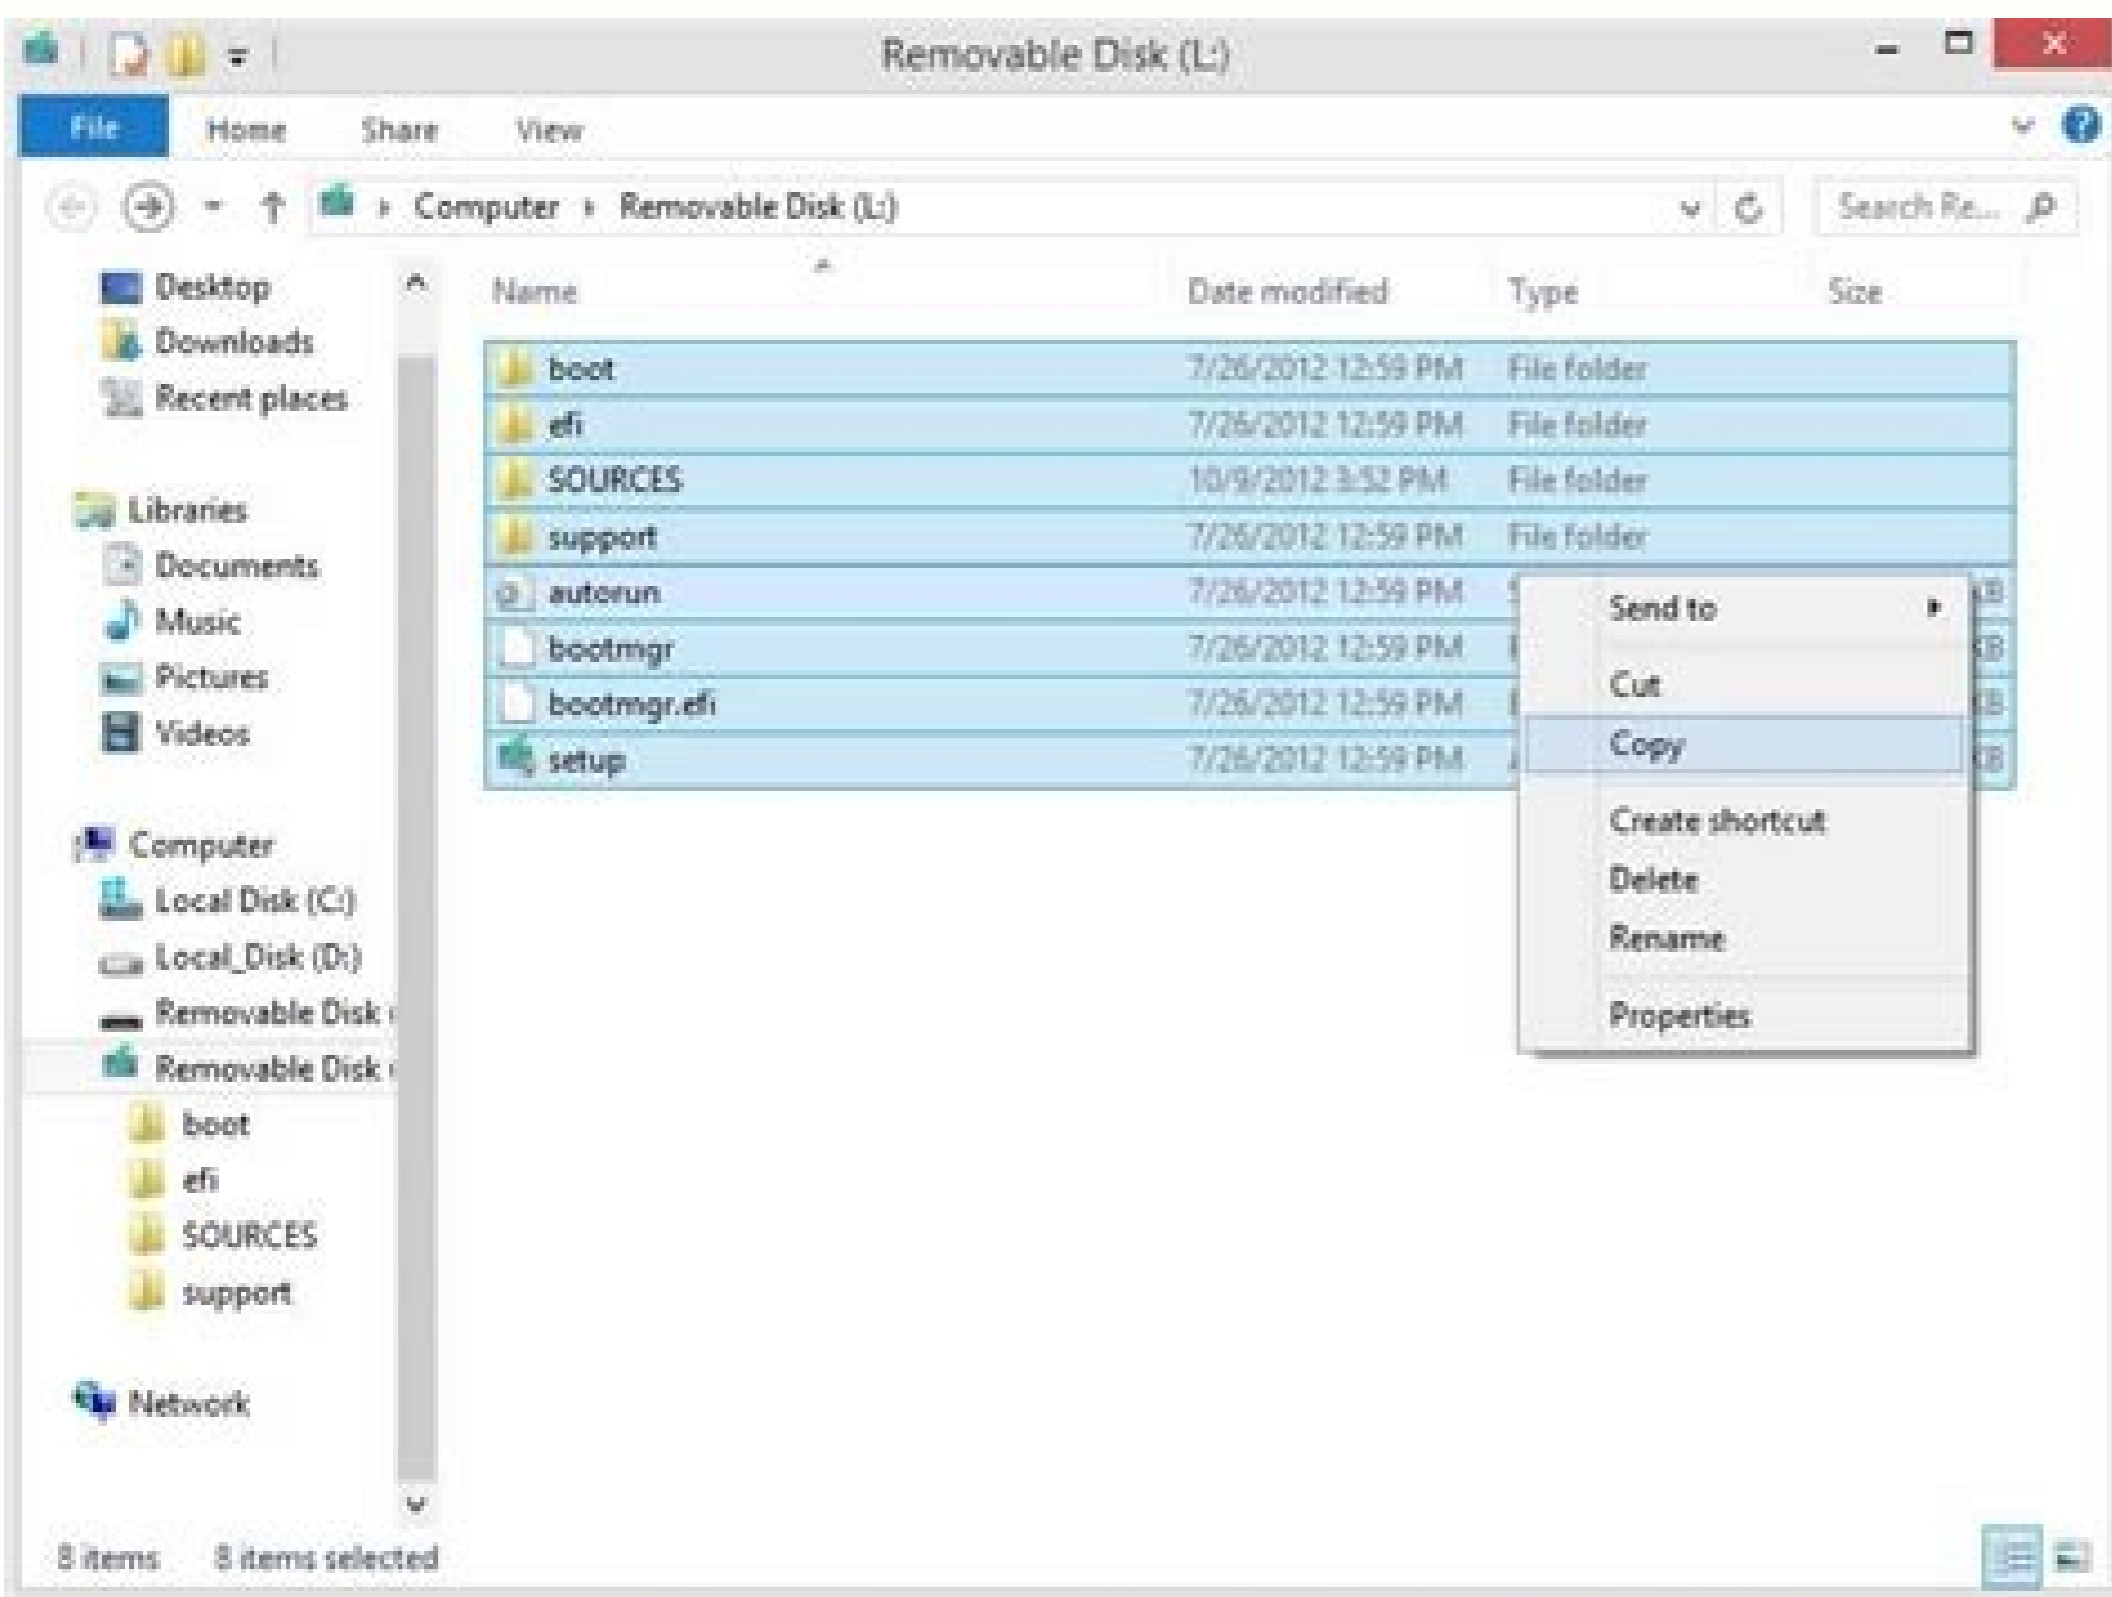 Removable Disk (L:)
File Home Share View
Computer Removable Disk (L:) Search Re...
Desktop
Downloads
Recent places
Libraries
Documents
Music
Pictures
Videos
Computer
Local Disk (C:)
Local_Disk (D:)
Removable Disk
Removable Disk
boot
efi
SOURCES
support
Network
Name Date modified Type Size
boot 7/26/2012 12:59 PM File folder
efi 7/26/2012 12:59 PM File folder
SOURCES 10/9/2012 3:52 PM File folder
support 7/26/2012 12:59 PM File folder
autorun 7/26/2012 12:59 PM
bootmgr 7/26/2012 12:59 PM
bootmgr.efi 7/26/2012 12:59 PM
setup 7/26/2012 12:59 PM
Send to
Cut
Copy
Create shortcut
Delete
Rename
Properties
8 items 8 items selected